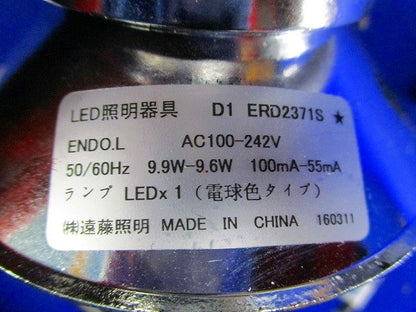 LED照明器具 D1 ERD2371S ★
ENDO.L AC100-242V
50/60Hz 9.9W-9.6W 100mA-55mA
ランプ LEDx1（電球色タイプ）
㈱遠藤照明 MADE IN CHINA 160311